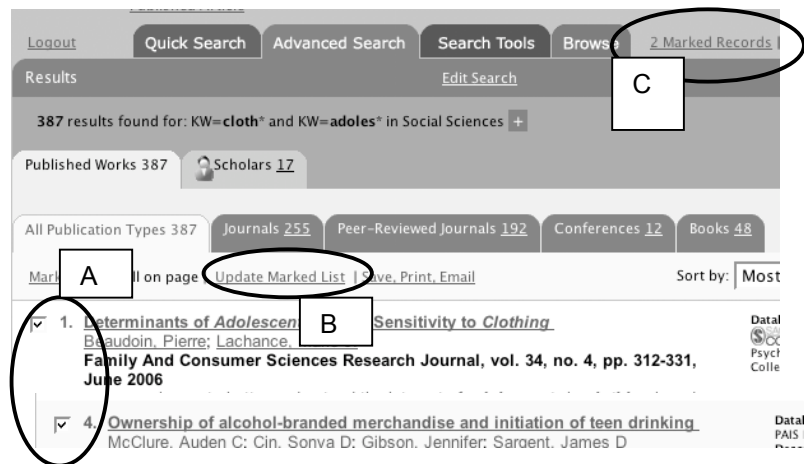 Published Article
Logout Quick Search Advanced Search Search Tools Browse 2 Marked Records |
Results Edit Search C
387 results found for: KW=cloth* and KW=adoles* in Social Sciences +
Published Works 387 Scholars 17
All Publication Types 387 Journals 255 Peer-Reviewed Journals 192 Conferences 12 Books 48
A on page | Update Marked List | Save, Print, Email Sort by: Most
B
1. Determinants of Adolescent Sensitivity to Clothing
Beaudoin, Pierre; Lachance,
Family And Consumer Sciences Research Journal, vol. 34, no. 4, pp. 312-331,
June 2006
4. Ownership of alcohol-branded merchandise and initiation of teen drinking
McClure, Auden C; Cin, Sonya D; Gibson, Jennifer; Sargent, James D
PAIS